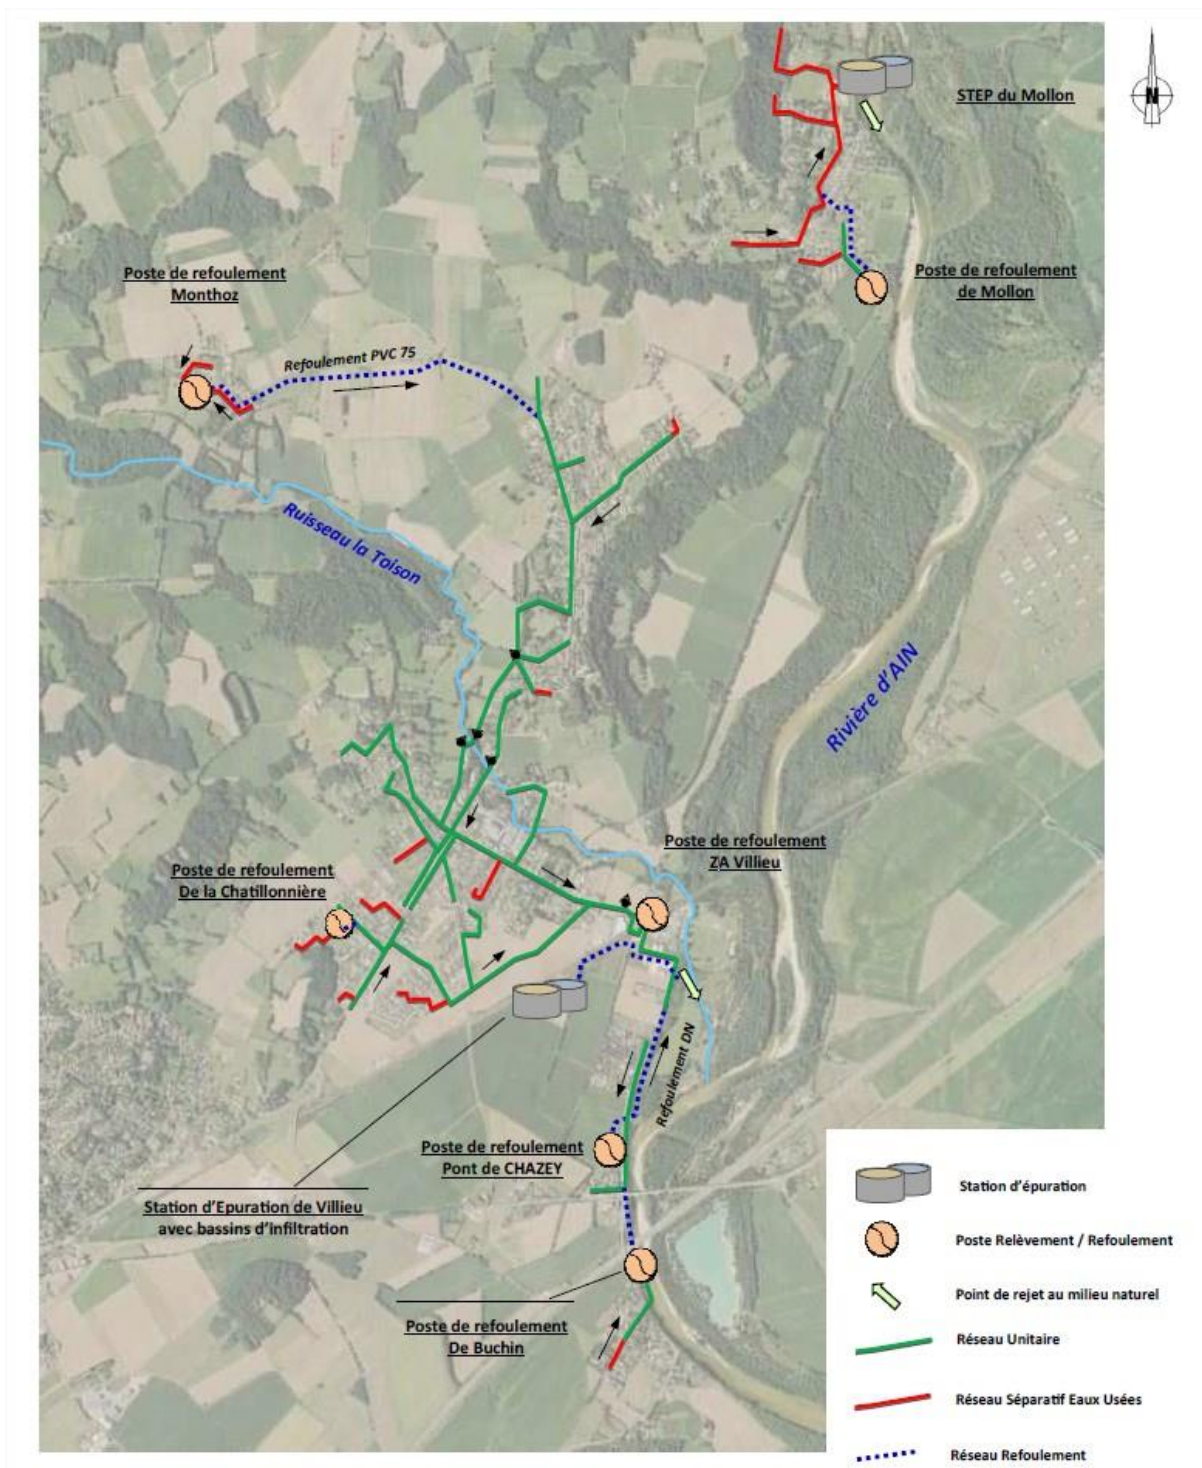 N
STEP du Mollon
Poste de refoulement
de Mollon
Poste de refoulement
Monthoz
Refoulement PVC 75
Ruisseau la Toison
Rivière d'AIN
Poste de refoulement
ZA Villieu
Poste de refoulement
De la Chatillonnière
Refoulement DN
Poste de refoulement
Pont de CHAZEY
Station d'Epuration de Villieu
avec bassins d'infiltration
Poste de refoulement
De Buchin
Station d'épuration
Poste Relèvement / Refoulement
Point de rejet au milieu naturel
Réseau Unitaire
Réseau Séparatif Eaux Usées
Réseau Refoulement